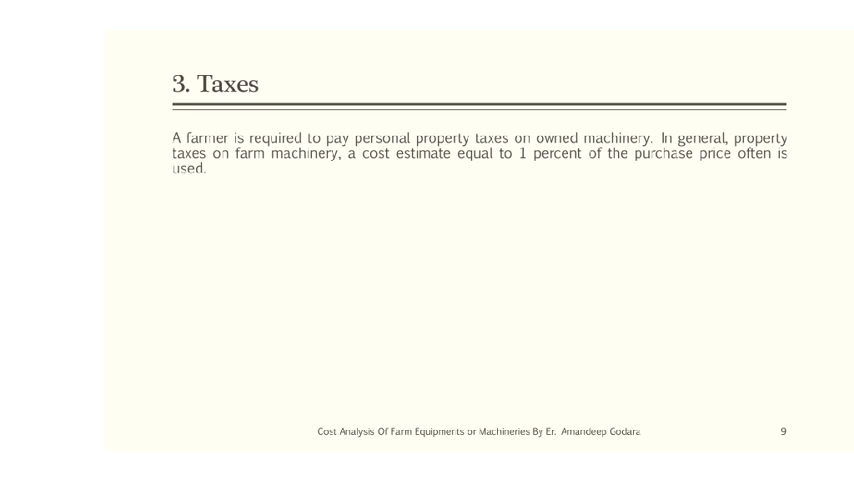 3. Taxes
A farmer is required to pay personal property taxes on owned machinery. In general, property
taxes on farm machinery, a cost estimate equal to 1 percent of the purchase price often is
used.
Cost Analysis Of Farm Equipments or Machineries By Er. Amandeep Godara
9